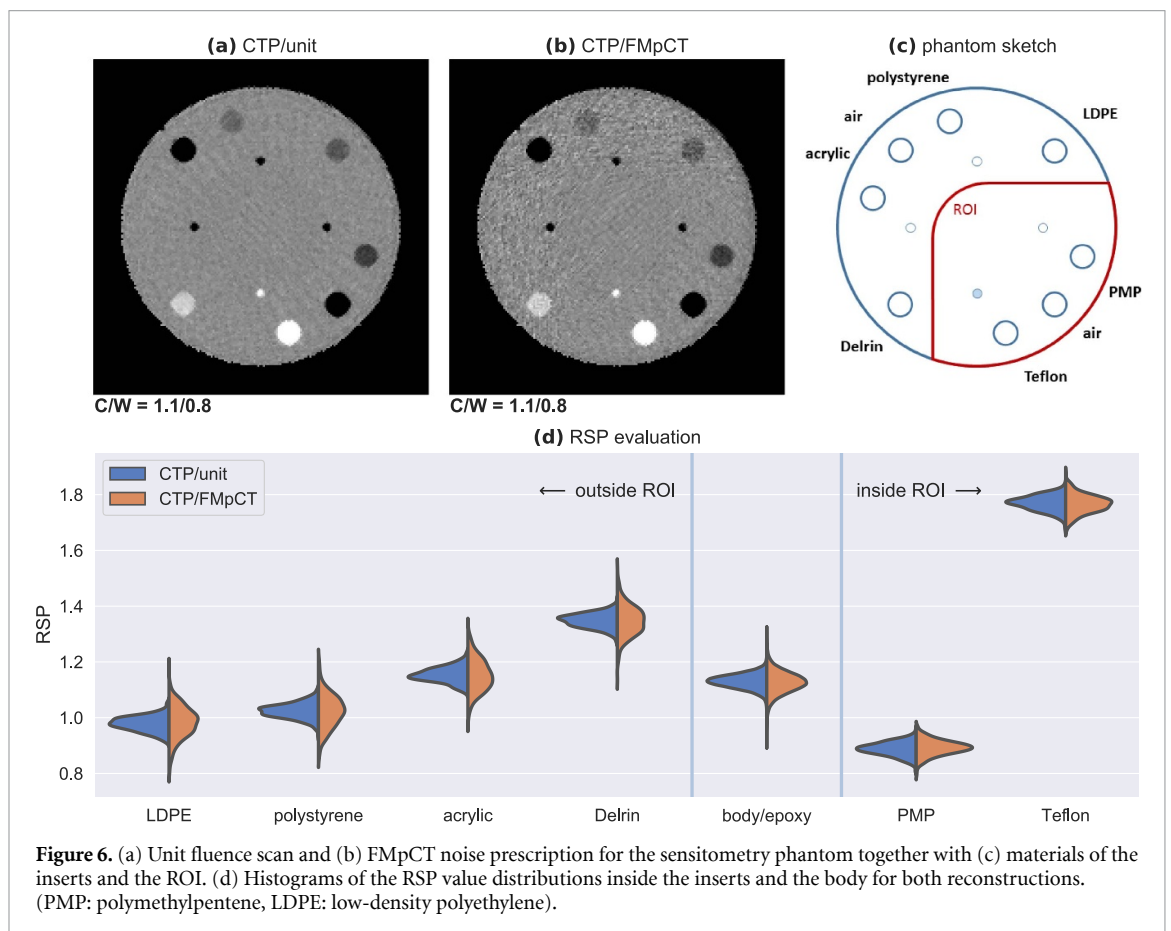 (a) CTP/unit
(b) CTP/FMpCT
(c) phantom sketch
polystyrene
air
LDPE
acrylic
ROI
PMP
air
Delrin
Teflon
C/W = 1.1/0.8
C/W = 1.1/0.8
(d) RSP evaluation
CTP/unit
CTP/FMpCT
← outside ROI
inside ROI →
RSP
1.8
1.6
1.4
1.2
1.0
0.8
LDPE
polystyrene
acrylic
Delrin
body/epoxy
PMP
Teflon
Figure 6. (a) Unit fluence scan and (b) FMpCT noise prescription for the sensitometry phantom together with (c) materials of the
inserts and the ROI. (d) Histograms of the RSP value distributions inside the inserts and the body for both reconstructions.
(PMP: polymethylpentene, LDPE: low-density polyethylene).